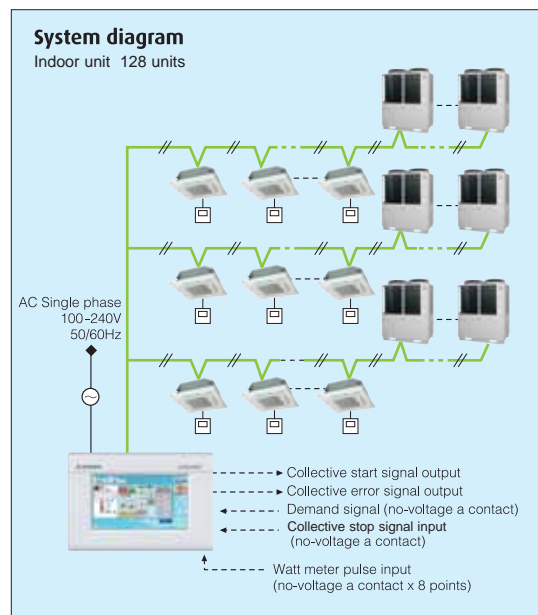 System diagram
Indoor unit 128 units
AC Single phase
100-240V
50/60Hz
Collective start signal output
Collective error signal output
Demand signal (no-voltage a contact)
Collective stop signal input
(no-voltage a contact)
Watt meter pulse input
(no-voltage a contact x 8 points)